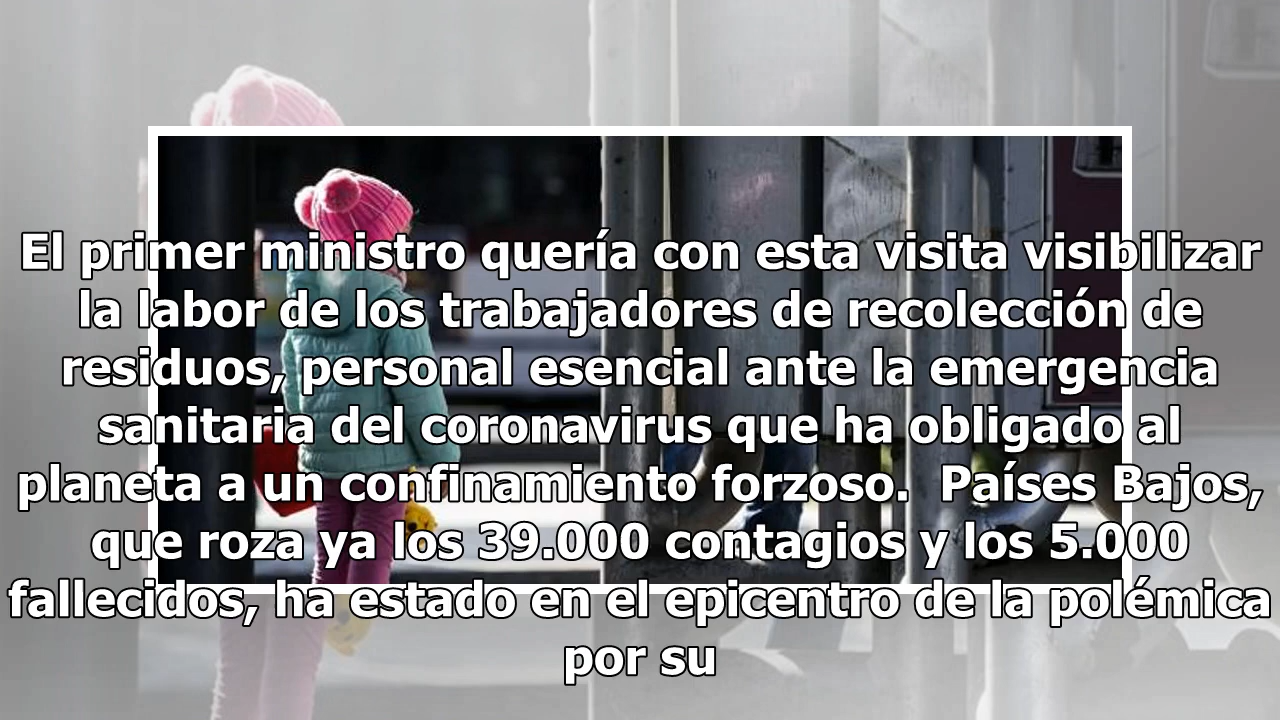 El primer ministro quería con esta visita visibilizar
la labor de los trabajadores de recolección de
residuos, personal esencial ante la emergencia
sanitaria del coronavirus que ha obligado al
planeta a un confinamiento forzoso.  Países Bajos,
que roza ya los 39.000 contagios y los 5.000
fallecidos, ha estado en el epicentro de la polémica
por su